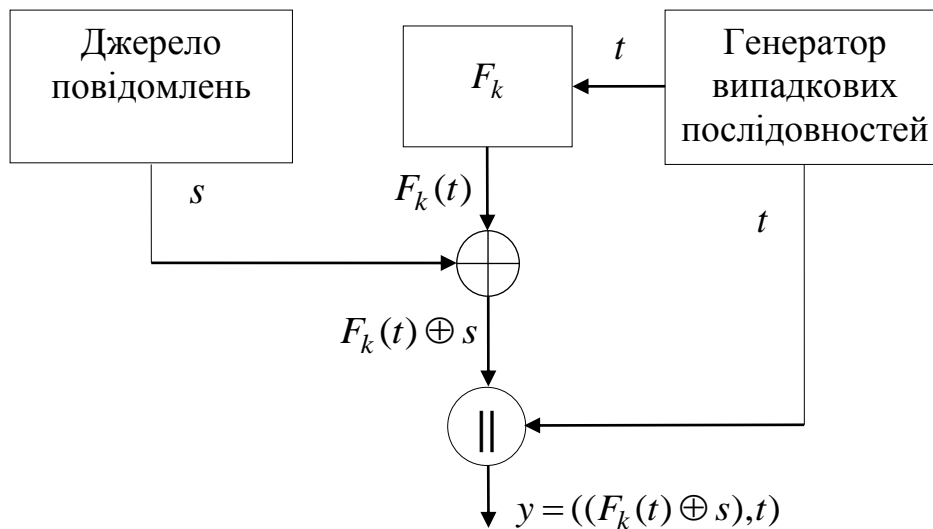 Джерело
повідомлень
F_k
t
Генератор
випадкових
послідовностей
s
F_k(t)
t
F_k(t) ⊕ s
||
y = ((F_k(t) ⊕ s), t)